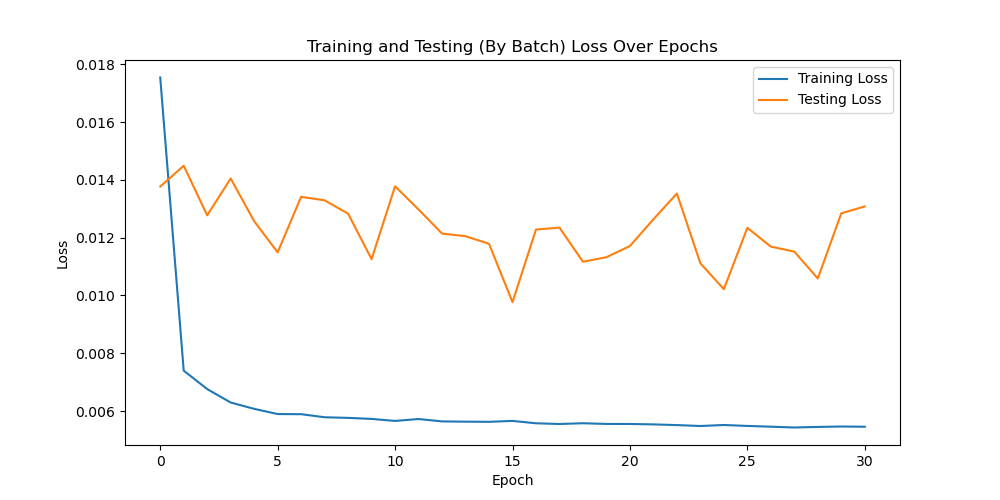 Training and Testing (By Batch) Loss Over Epochs
Training Loss
Testing Loss
0.018
0.016
0.014
0.012
0.010
0.008
0.006
Loss
0 5 10 15 20 25 30
Epoch